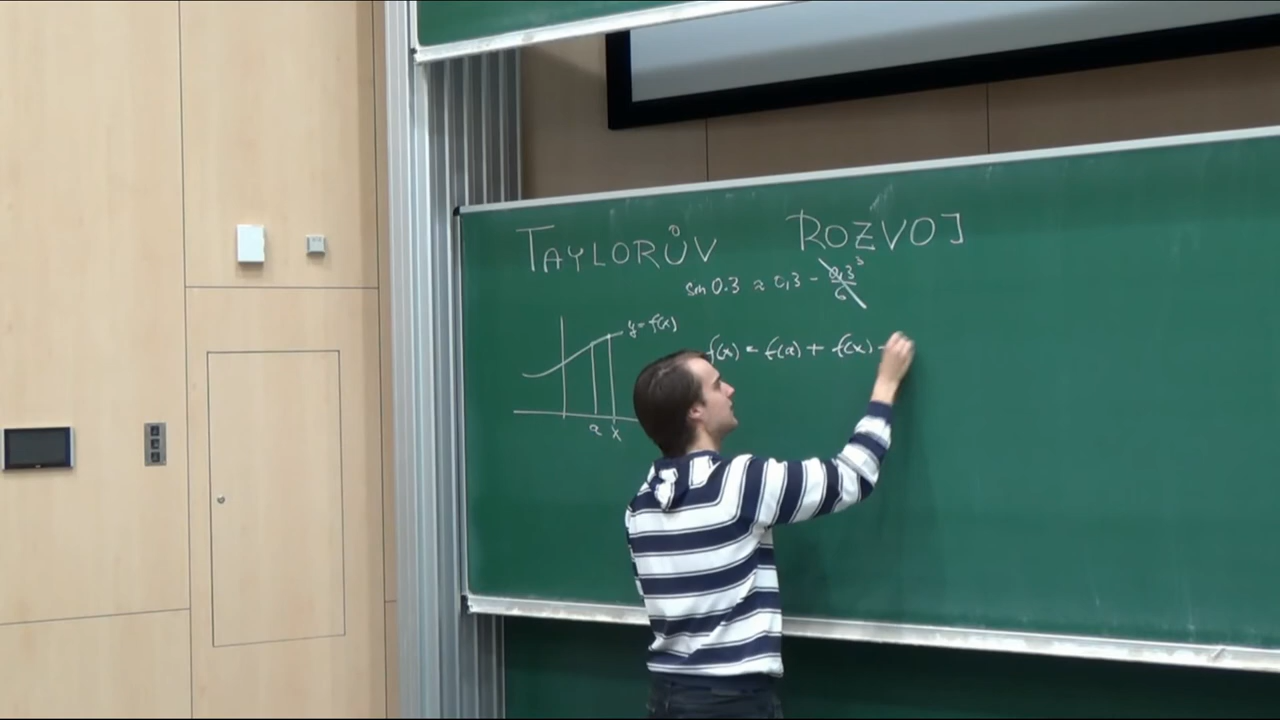 TAYLORŮV ROZVOJ
sin 0.3 ≈ 0,3 - 0,3³/6
y = f(x)
f(x) = f(a) + f(x) -
a x